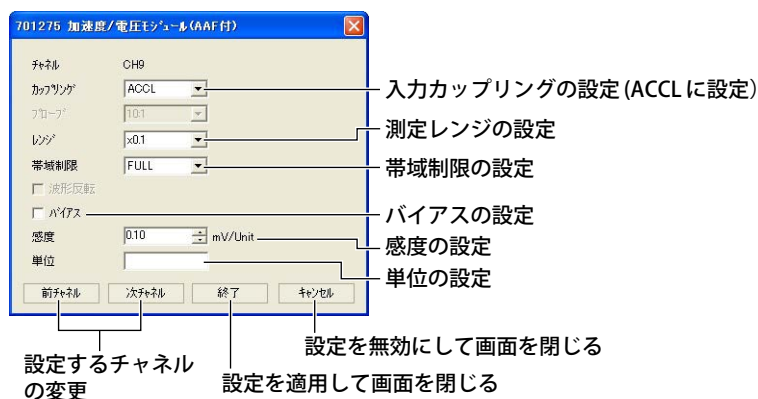 701275 加速度/電圧ﾓｼﾞｭｰﾙ(AAF付)
ﾁｬﾈﾙ CH9
ｶｯﾌﾟﾘﾝｸﾞ ACCL
ﾌﾟﾛｰﾌﾞ 10:1
ﾚﾝｼﾞ x0.1
帯域制限 FULL
波形反転
ﾊﾞｲｱｽ
感度 0.10 mV/Unit
単位
前ﾁｬﾈﾙ 次ﾁｬﾈﾙ 終了 ｷｬﾝｾﾙ
入力カップリングの設定 (ACCL に設定)
測定レンジの設定
帯域制限の設定
バイアスの設定
感度の設定
単位の設定
設定するチャネル
の変更
設定を無効にして画面を閉じる
設定を適用して画面を閉じる